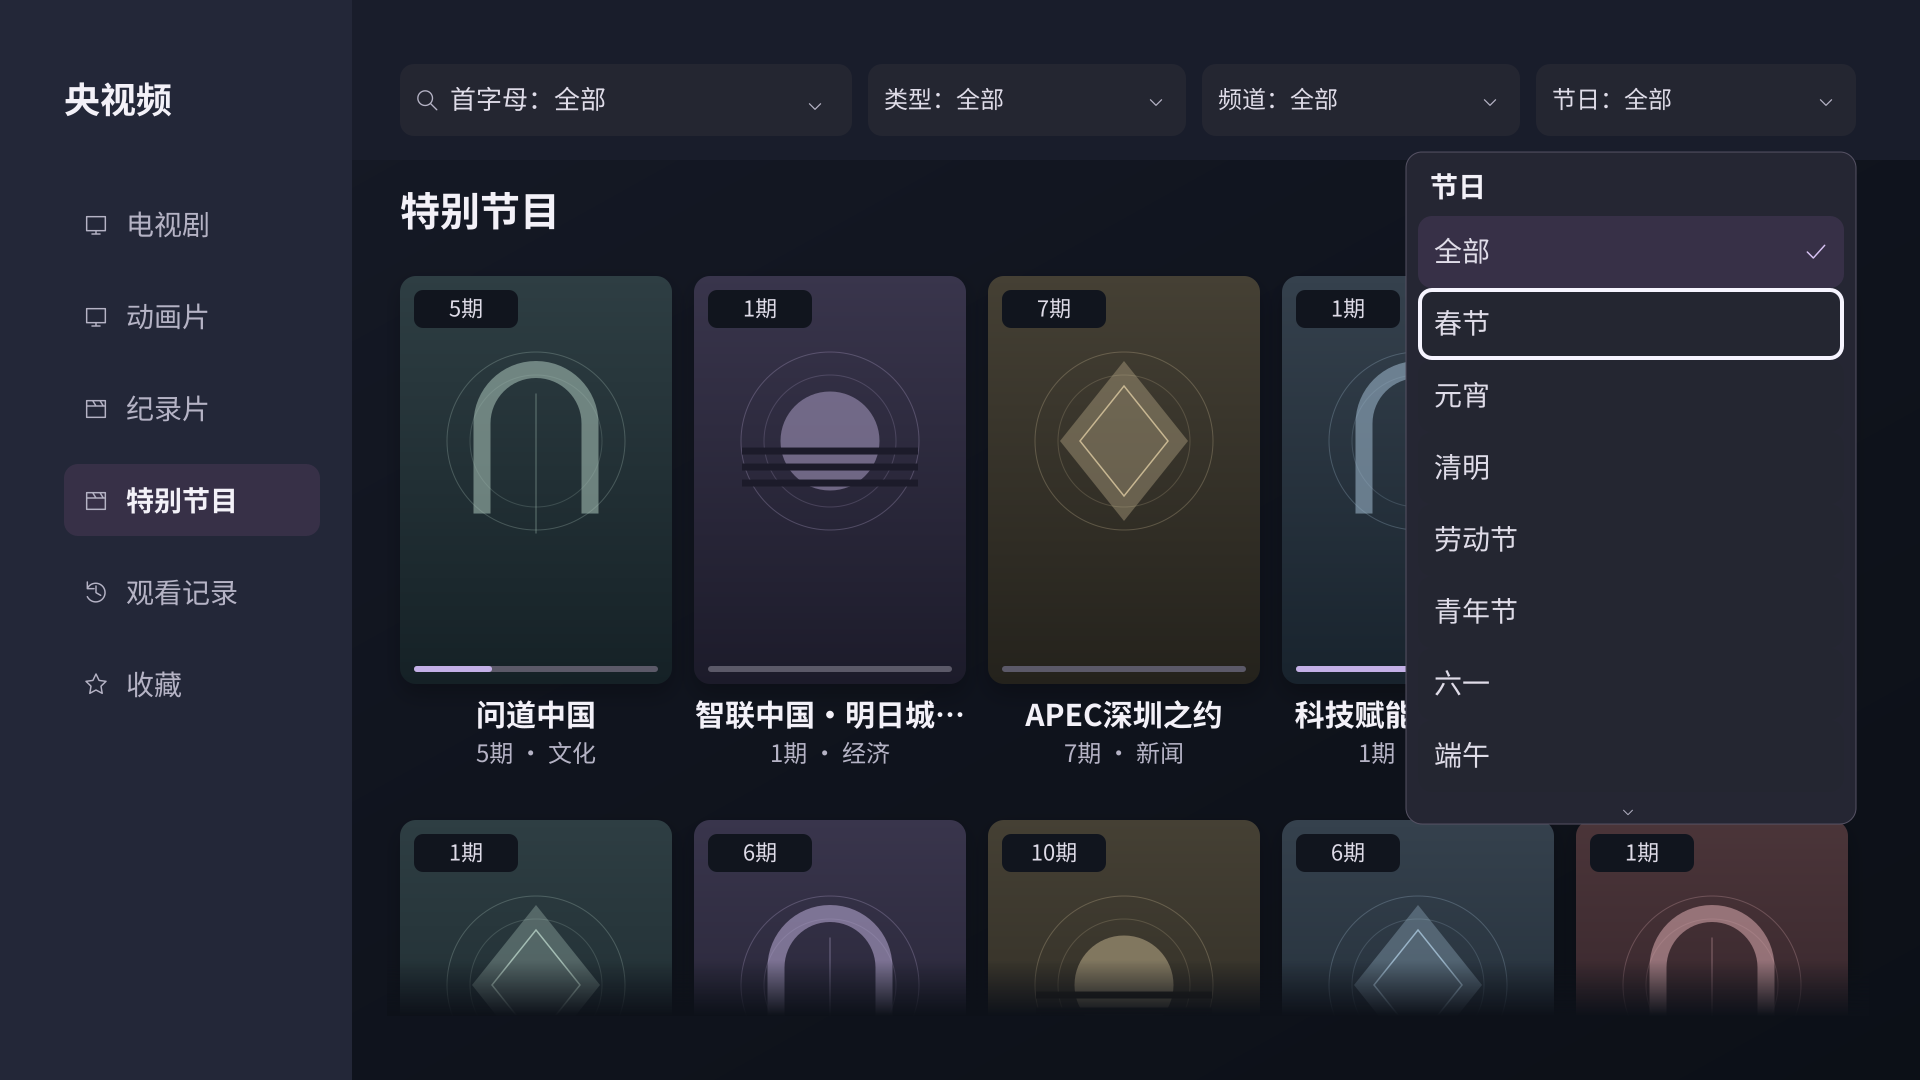 央视频
电视剧
动画片
纪录片
特别节目
观看记录
收藏
首字母：全部
类型：全部
频道：全部
节日：全部
特别节目
5期
1期
7期
1期
问道中国
智联中国・明日城…
APEC深圳之约
科技赋能
5期 ・ 文化
1期 ・ 经济
7期 ・ 新闻
1期
1期
6期
10期
6期
1期
节日
全部
春节
元宵
清明
劳动节
青年节
六一
端午